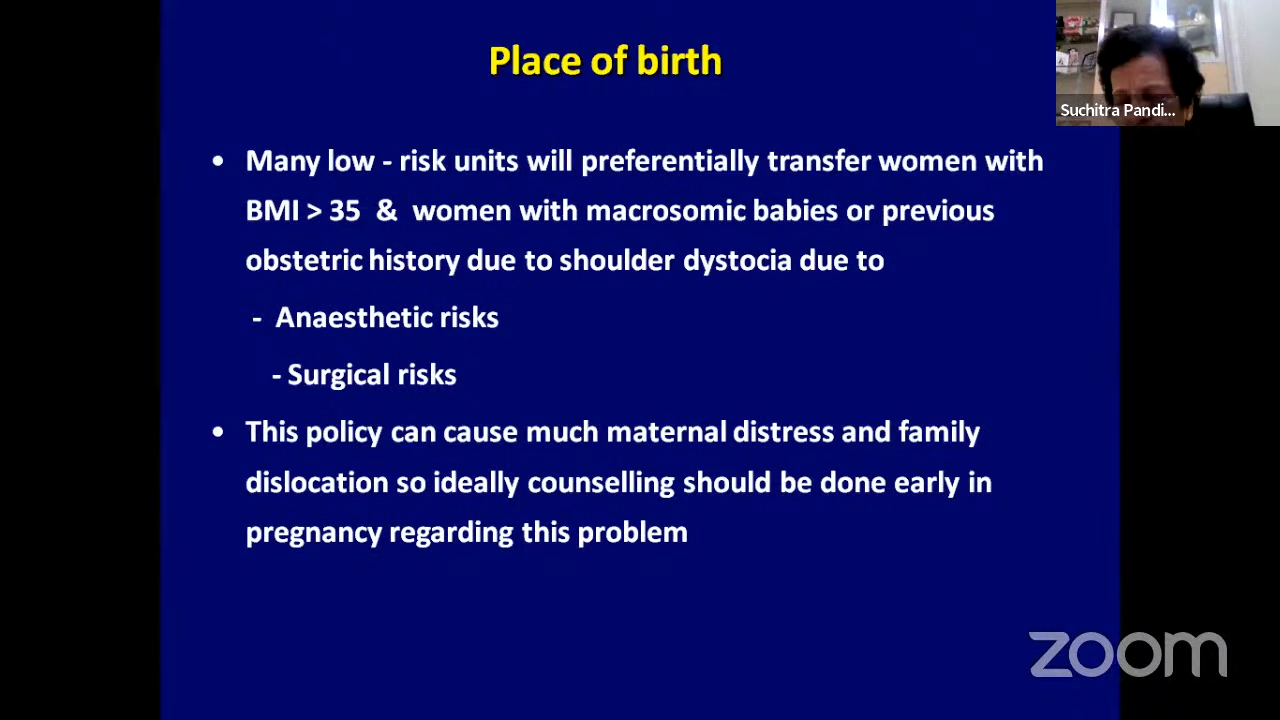 Place of birth
Suchitra Pandi...
• Many low - risk units will preferentially transfer women with
BMI > 35 & women with macrosomic babies or previous
obstetric history due to shoulder dystocia due to
- Anaesthetic risks
- Surgical risks
• This policy can cause much maternal distress and family
dislocation so ideally counselling should be done early in
pregnancy regarding this problem
zoom